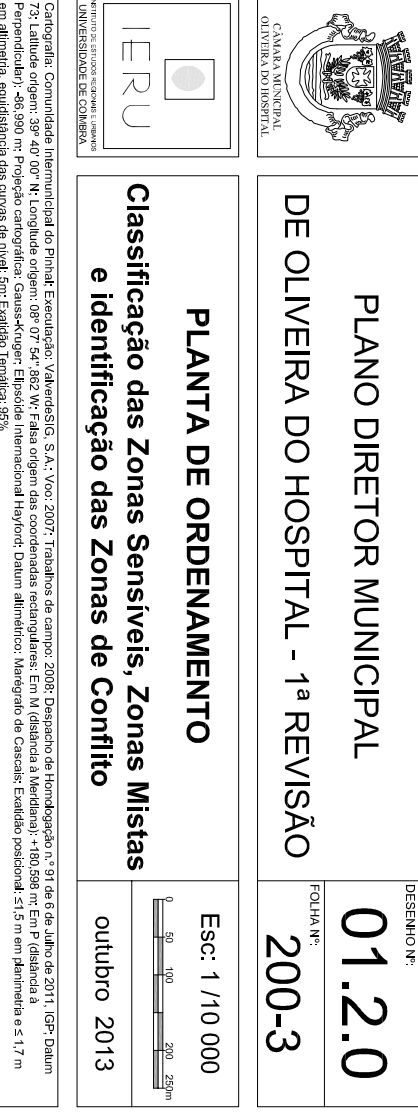 CÂMARA MUNICIPAL
OLIVEIRA DO HOSPITAL
PLANO DIRETOR MUNICIPAL
DE OLIVEIRA DO HOSPITAL - 1ª REVISÃO
DESENHO Nº:
01.2.0
FOLHA Nº:
200-3
IERU
INSTITUTO DE ESTUDOS REGIONAIS E URBANOS
UNIVERSIDADE DE COIMBRA
PLANTA DE ORDENAMENTO
Classificação das Zonas Sensíveis, Zonas Mistas
e identificação das Zonas de Conflito
Esc: 1 /10 000
0 50 100 200 250m
outubro 2013
Cartografia: Comunidade Intermunicipal do Pinhal; Execução: ValverdeSIG, S.A.; Voo: 2007; Trabalhos de campo: 2008; Despacho de Homologação n.º 91 de 6 de Julho de 2011, IGP; Datum
73; Latitude origem: 39º 40' 00'' N; Longitude origem: 08º 07' 54'',862 W; Falsa origem das coordenadas rectangulares: Em M (distância à Meridiana): +180,598 m; Em P (distância à
Perpendicular): -86,990 m; Projeção cartográfica: Gauss-Kruger; Elipsóide Internacional Hayford; Datum altimétrico: Marégrafo de Cascais; Exatidão posicional: ≤1,5 m em planimetria e ≤ 1,7 m
em altimetria, equidistância das curvas de nível: 5m; Exatidão Temática: 95%